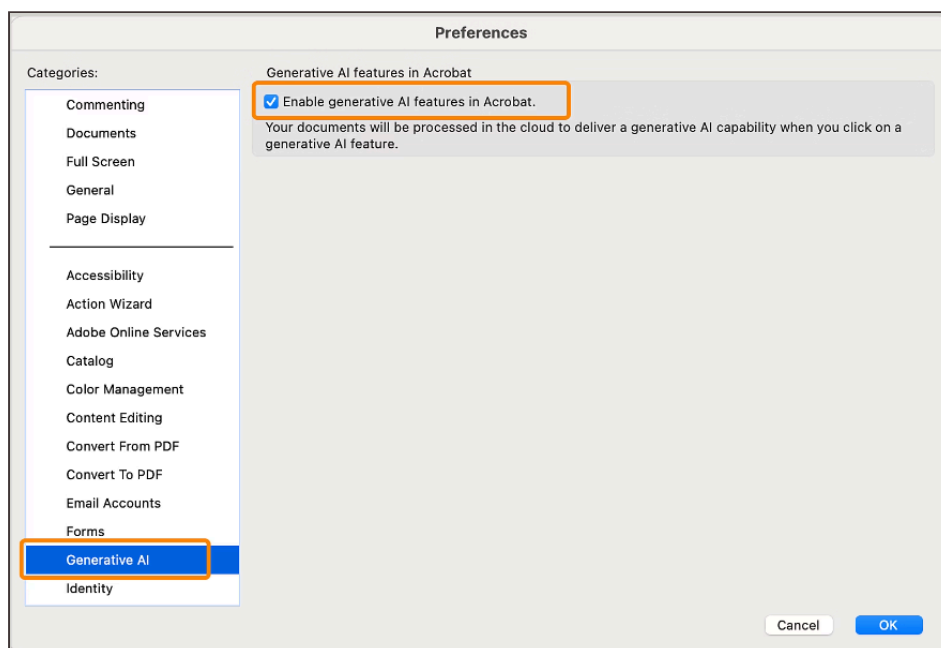 Preferences
Categories:
Commenting
Documents
Full Screen
General
Page Display
Accessibility
Action Wizard
Adobe Online Services
Catalog
Color Management
Content Editing
Convert From PDF
Convert To PDF
Email Accounts
Forms
Generative AI
Identity
Generative AI features in Acrobat
Enable generative AI features in Acrobat.
Your documents will be processed in the cloud to deliver a generative AI capability when you click on a
generative AI feature.
Cancel
OK